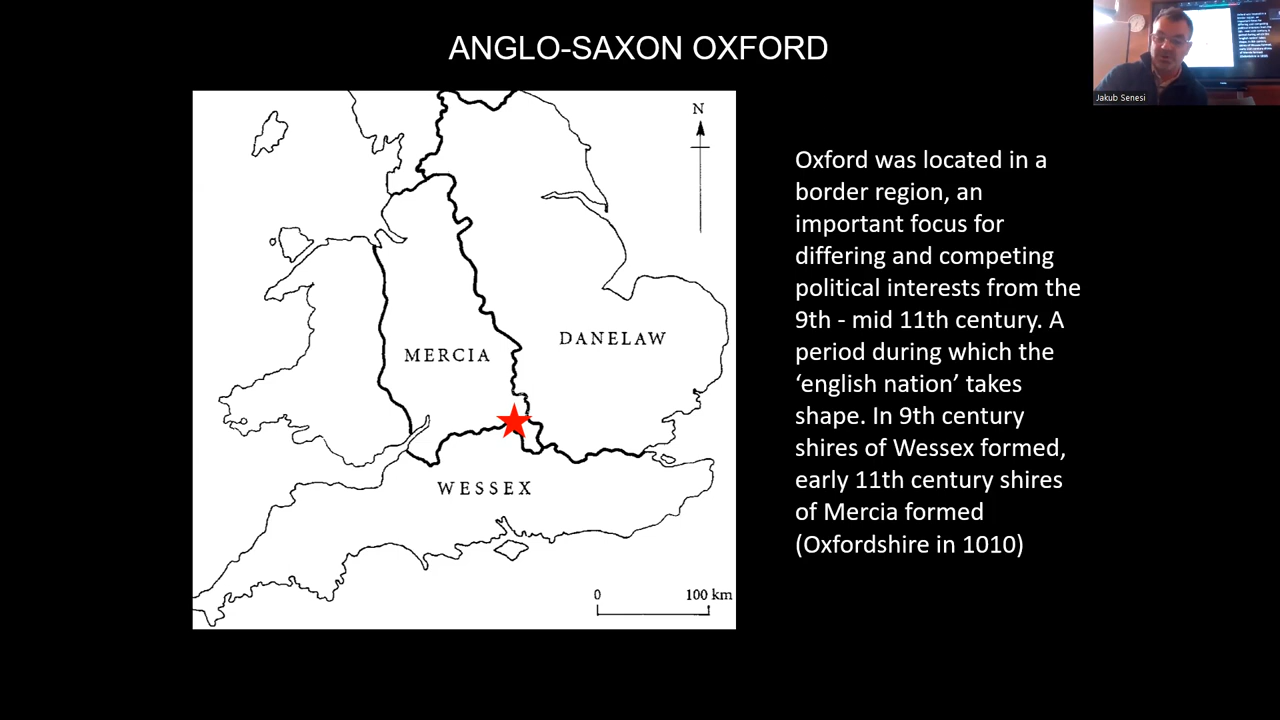 ANGLO-SAXON OXFORD
Jakub Senesi
N
MERCIA
DANELAW
WESSEX
0 100 km
Oxford was located in a
border region, an
important focus for
differing and competing
political interests from the
9th - mid 11th century. A
period during which the
‘english nation’ takes
shape. In 9th century
shires of Wessex formed,
early 11th century shires
of Mercia formed
(Oxfordshire in 1010)